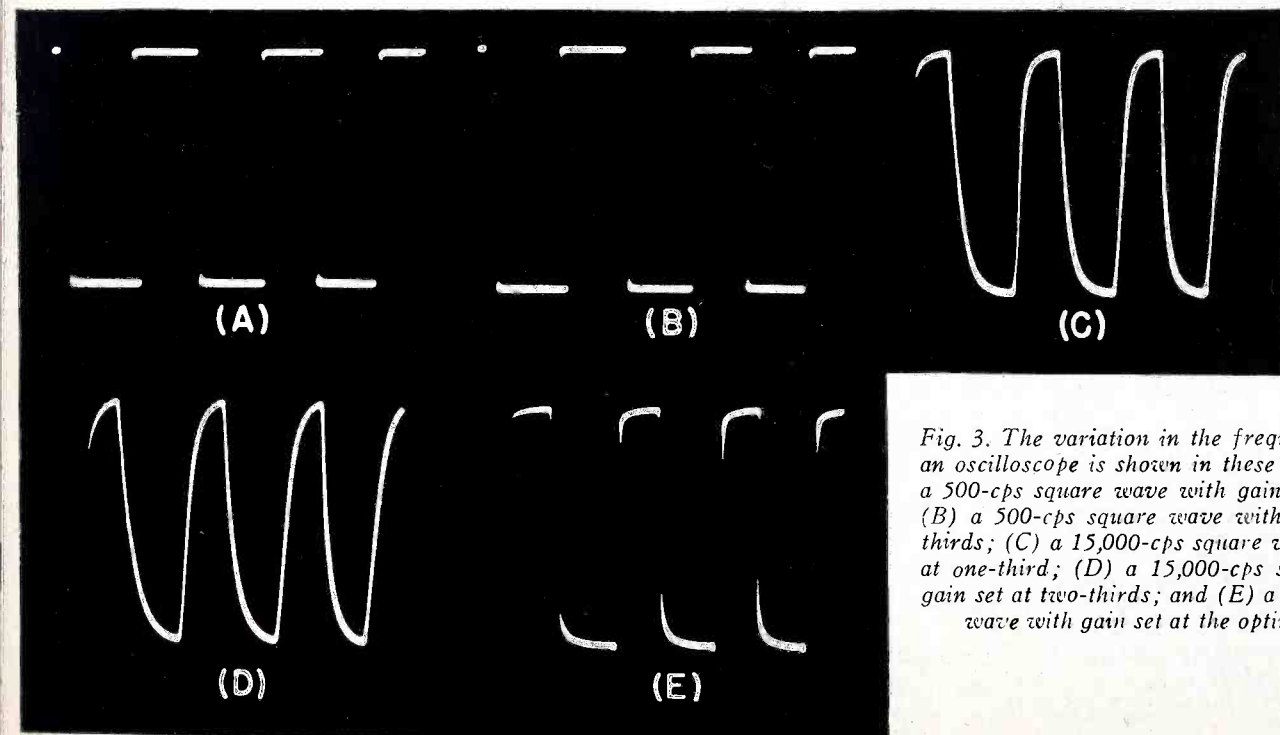 (A)
(B)
(C)
(D)
(E)
Fig. 3. The variation in the freq
an oscilloscope is shown in these
a 500-cps square wave with gain
(B) a 500-cps square wave with
thirds; (C) a 15,000-cps square
at one-third; (D) a 15,000-cps
gain set at two-thirds; and (E) a
wave with gain set at the opti